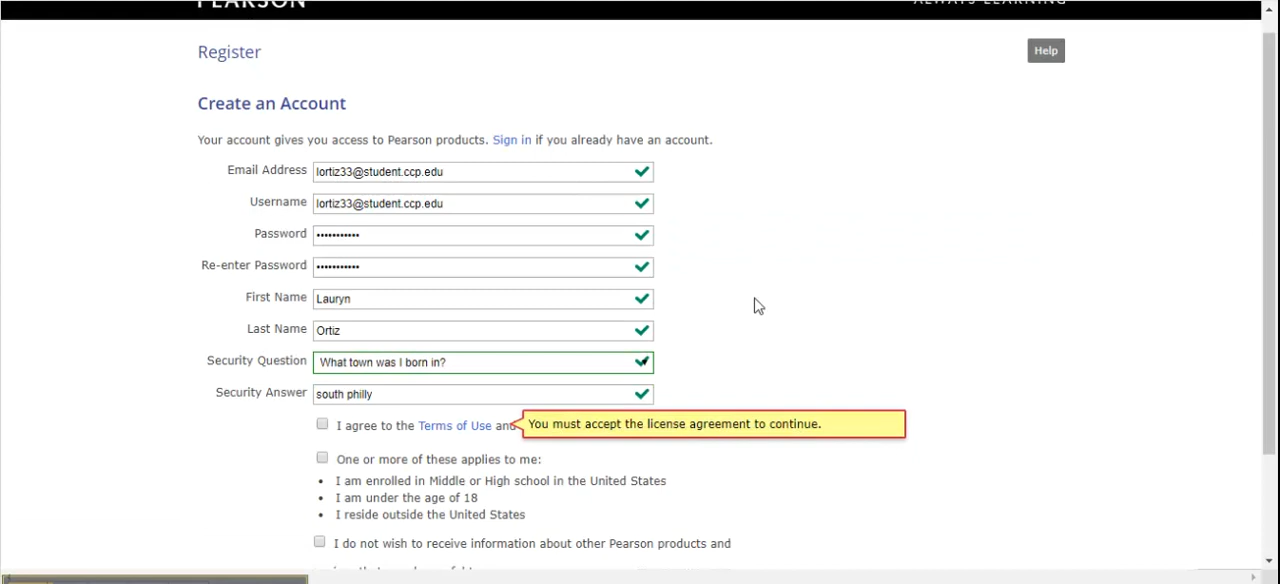 PEARSON
ALWAYS LEARNING
Register
Help
Create an Account
Your account gives you access to Pearson products. Sign in if you already have an account.
Email Address lortiz33@student.ccp.edu
Username lortiz33@student.ccp.edu
Password •••••••••••
Re-enter Password •••••••••••
First Name Lauryn
Last Name Ortiz
Security Question What town was I born in?
Security Answer south philly
I agree to the Terms of Use and
You must accept the license agreement to continue.
One or more of these applies to me:
• I am enrolled in Middle or High school in the United States
• I am under the age of 18
• I reside outside the United States
I do not wish to receive information about other Pearson products and